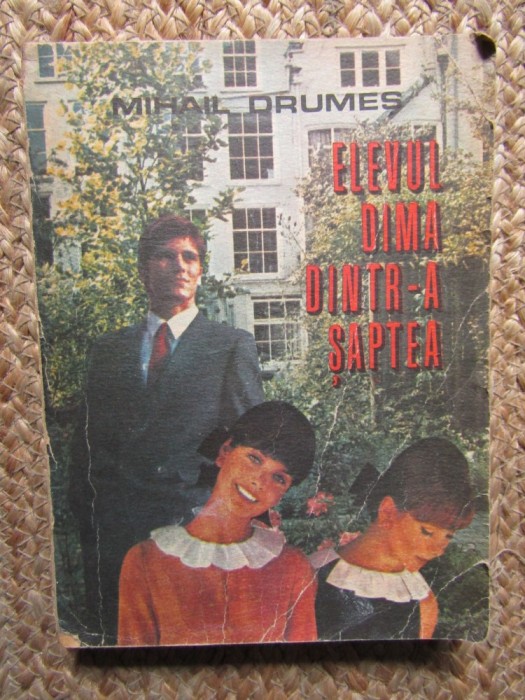 MIHAIL DRUMEȘ
ELEVUL
DIMA
DINTR-A
ȘAPTEA